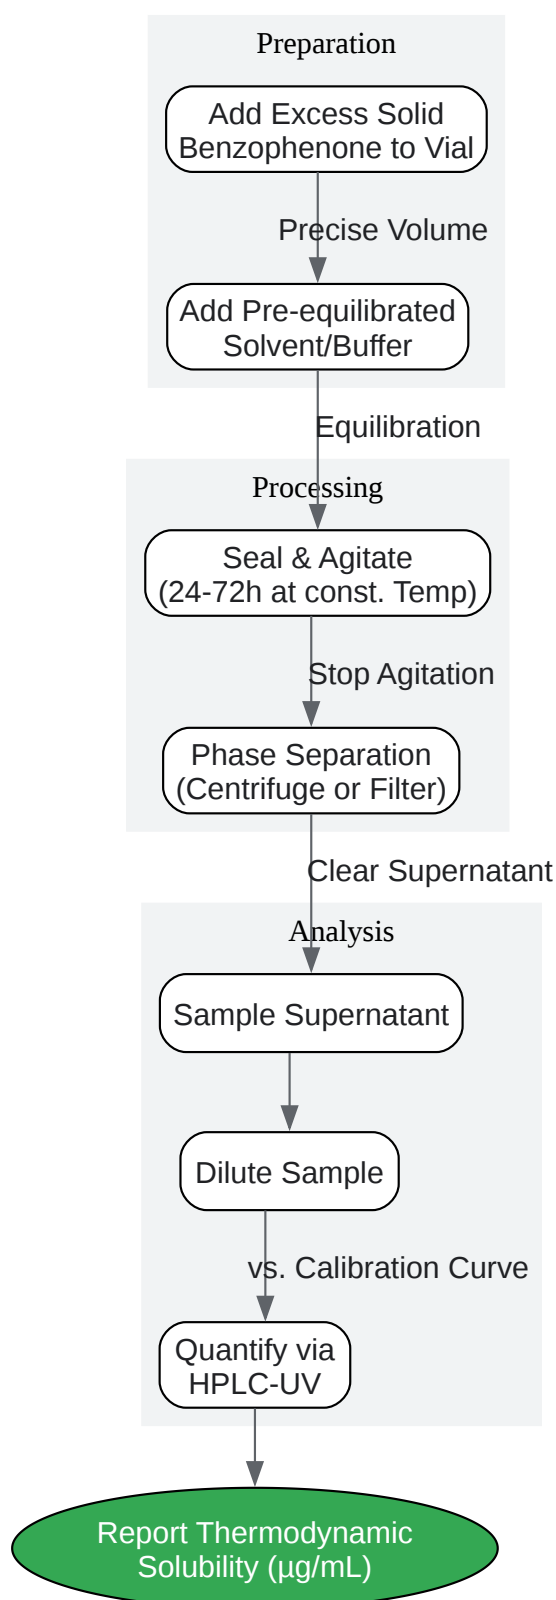 Preparation
Add Excess Solid
Benzophenone to Vial
Precise Volume
Add Pre-equilibrated
Solvent/Buffer
Equilibration
Processing
Seal & Agitate
(24-72h at const. Temp)
Stop Agitation
Phase Separation
(Centrifuge or Filter)
Clear Supernatant
Analysis
Sample Supernatant
Dilute Sample
vs. Calibration Curve
Quantify via
HPLC-UV
Report Thermodynamic
Solubility (µg/mL)